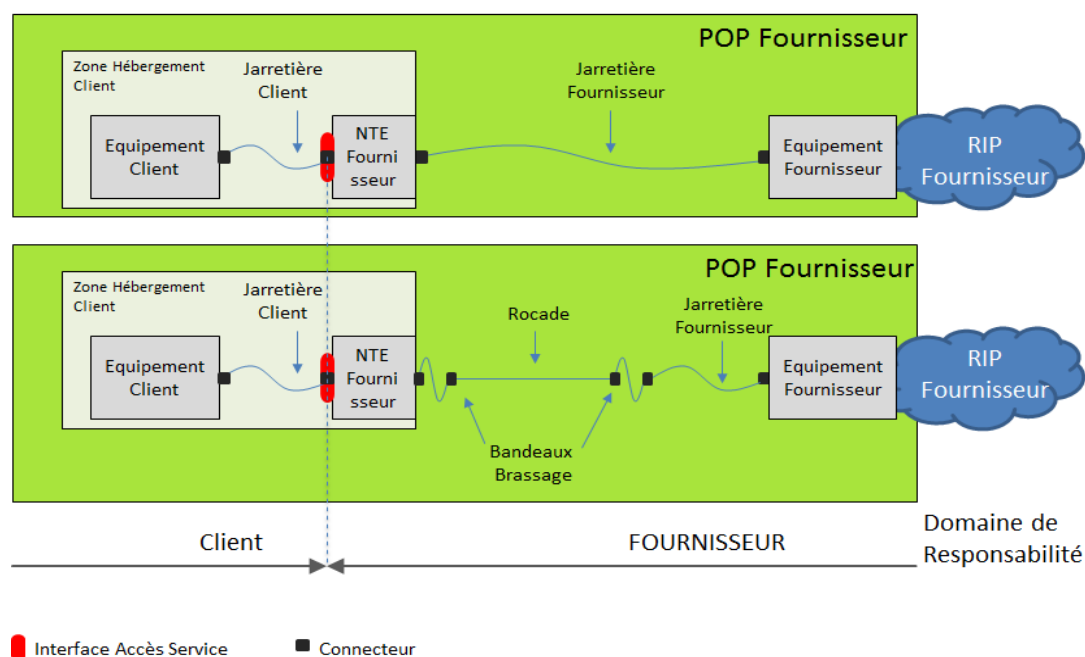 POP Fournisseur
Zone Hébergement
Client
Jarretière
Client
Jarretière
Fournisseur
Equipement
Client
NTE
Fourni
sseur
Equipement
Fournisseur
RIP
Fournisseur
POP Fournisseur
Zone Hébergement
Client
Jarretière
Client
Rocade
Jarretière
Fournisseur
Equipement
Client
NTE
Fourni
sseur
Equipement
Fournisseur
RIP
Fournisseur
Bandeaux
Brassage
Client
FOURNISSEUR
Domaine de
Responsabilité
Interface Accès Service
Connecteur